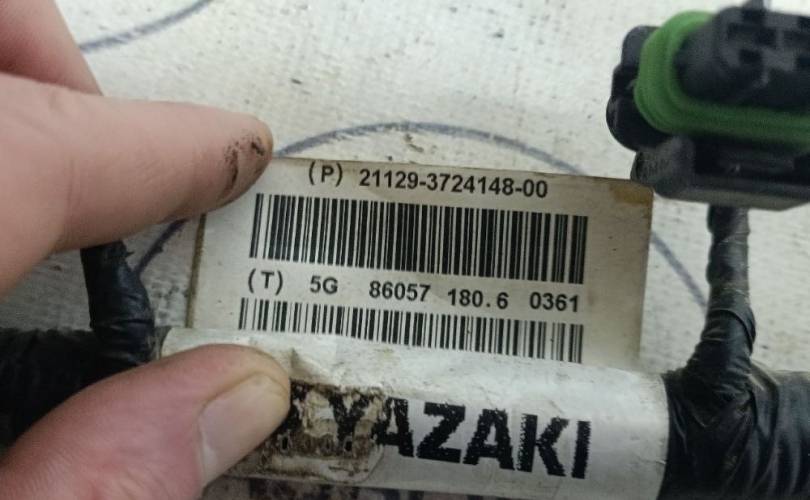 (P) 21129-3724148-00
(T) 5G 86057 180.6 0361
YAZAKI